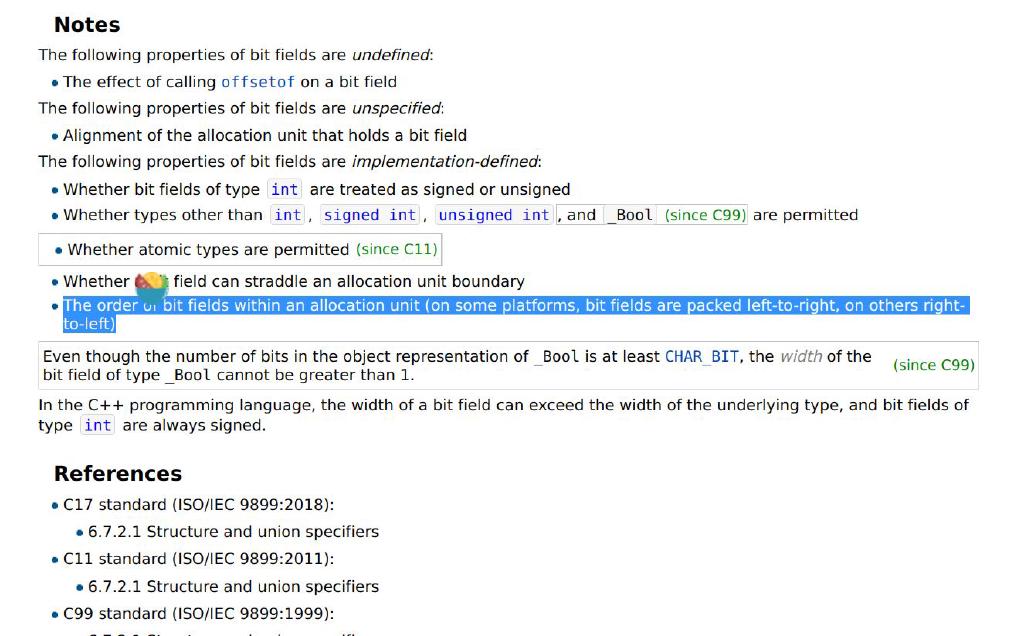 Notes
The following properties of bit fields are undefined:
The effect of calling offsetof on a bit field
The following properties of bit fields are unspecified:
Alignment of the allocation unit that holds a bit field
The following properties of bit fields are implementation-defined:
Whether bit fields of type int are treated as signed or unsigned
Whether types other than int, signed int, unsigned int, and _Bool (since C99) are permitted
Whether atomic types are permitted (since C11)
Whether field can straddle an allocation unit boundary
The order of bit fields within an allocation unit (on some platforms, bit fields are packed left-to-right, on others right-
to-left)
Even though the number of bits in the object representation of _Bool is at least CHAR_BIT, the width of the
bit field of type _Bool cannot be greater than 1.
(since C99)
In the C++ programming language, the width of a bit field can exceed the width of the underlying type, and bit fields of
type int are always signed.
References
C17 standard (ISO/IEC 9899:2018):
6.7.2.1 Structure and union specifiers
C11 standard (ISO/IEC 9899:2011):
6.7.2.1 Structure and union specifiers
C99 standard (ISO/IEC 9899:1999):